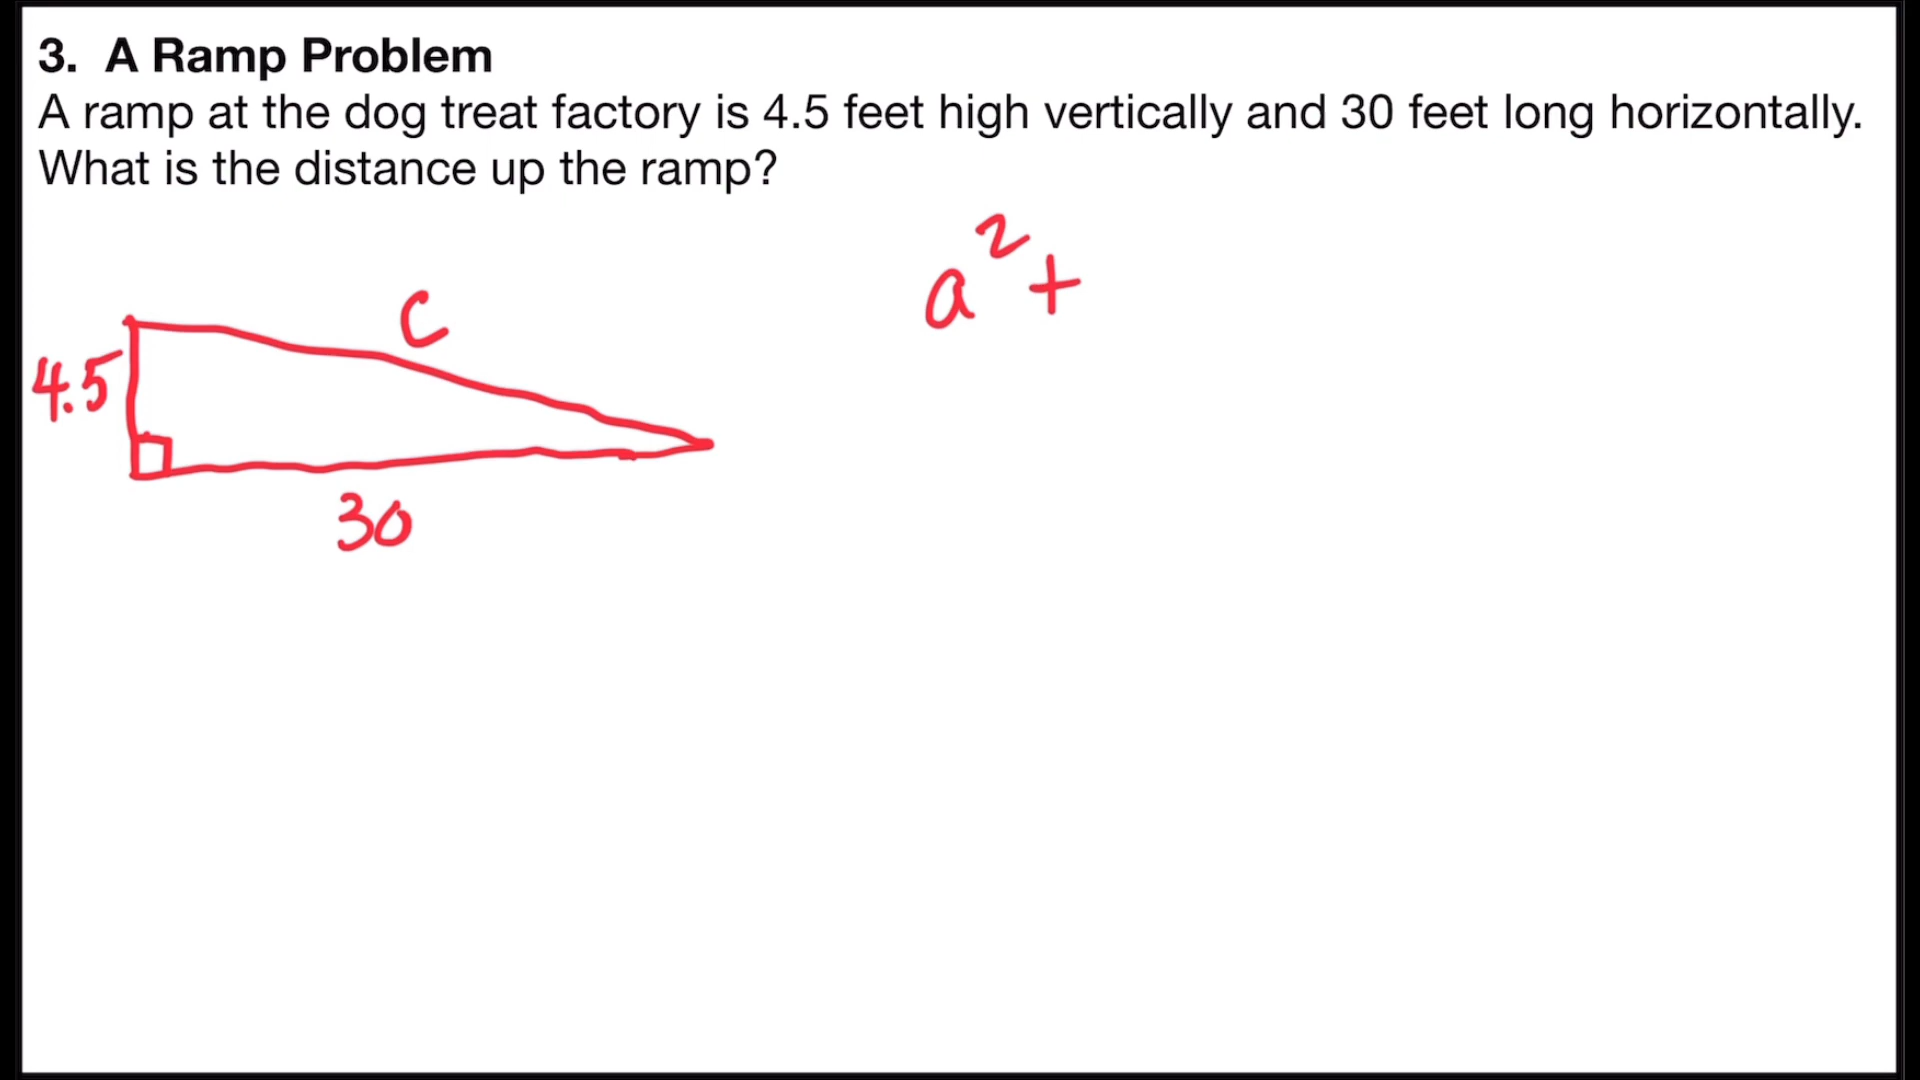 3. A Ramp Problem
A ramp at the dog treat factory is 4.5 feet high vertically and 30 feet long horizontally.
What is the distance up the ramp?
a²+
c
4.5
30